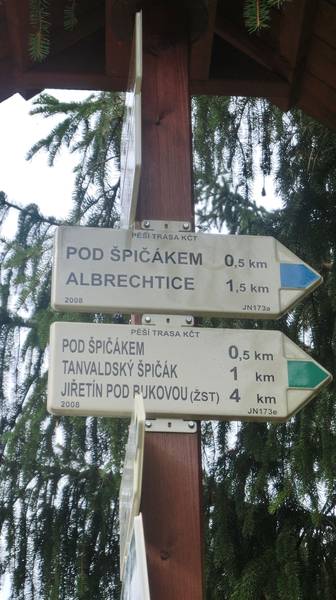 PĚŠÍ TRASA KČT
POD ŠPIČÁKEM 0,5 km
ALBRECHTICE 1,5 km
2008 JN173a
PĚŠÍ TRASA KČT
POD ŠPIČÁKEM 0,5 km
TANVALDSKÝ ŠPIČÁK 1 km
JIŘETÍN POD BUKOVOU (ŽST) 4 km
2008 JN173e